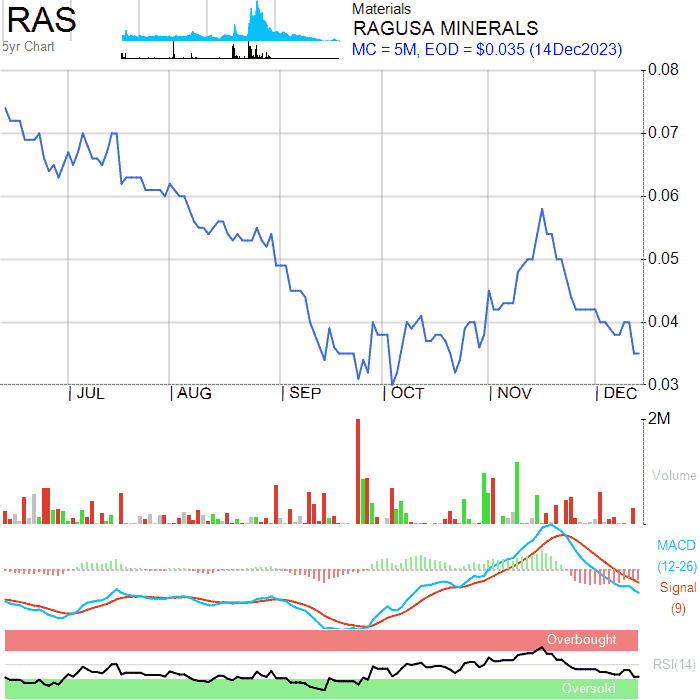 RAS
5yr Chart
Materials
RAGUSA MINERALS
MC = 5M, EOD = $0.035 (14Dec2023)
0.08
0.07
0.06
0.05
0.04
0.03
JUL AUG SEP OCT NOV DEC
2M
Volume
MACD
(12-26)
Signal
(9)
Overbought
RSI(14)
Oversold